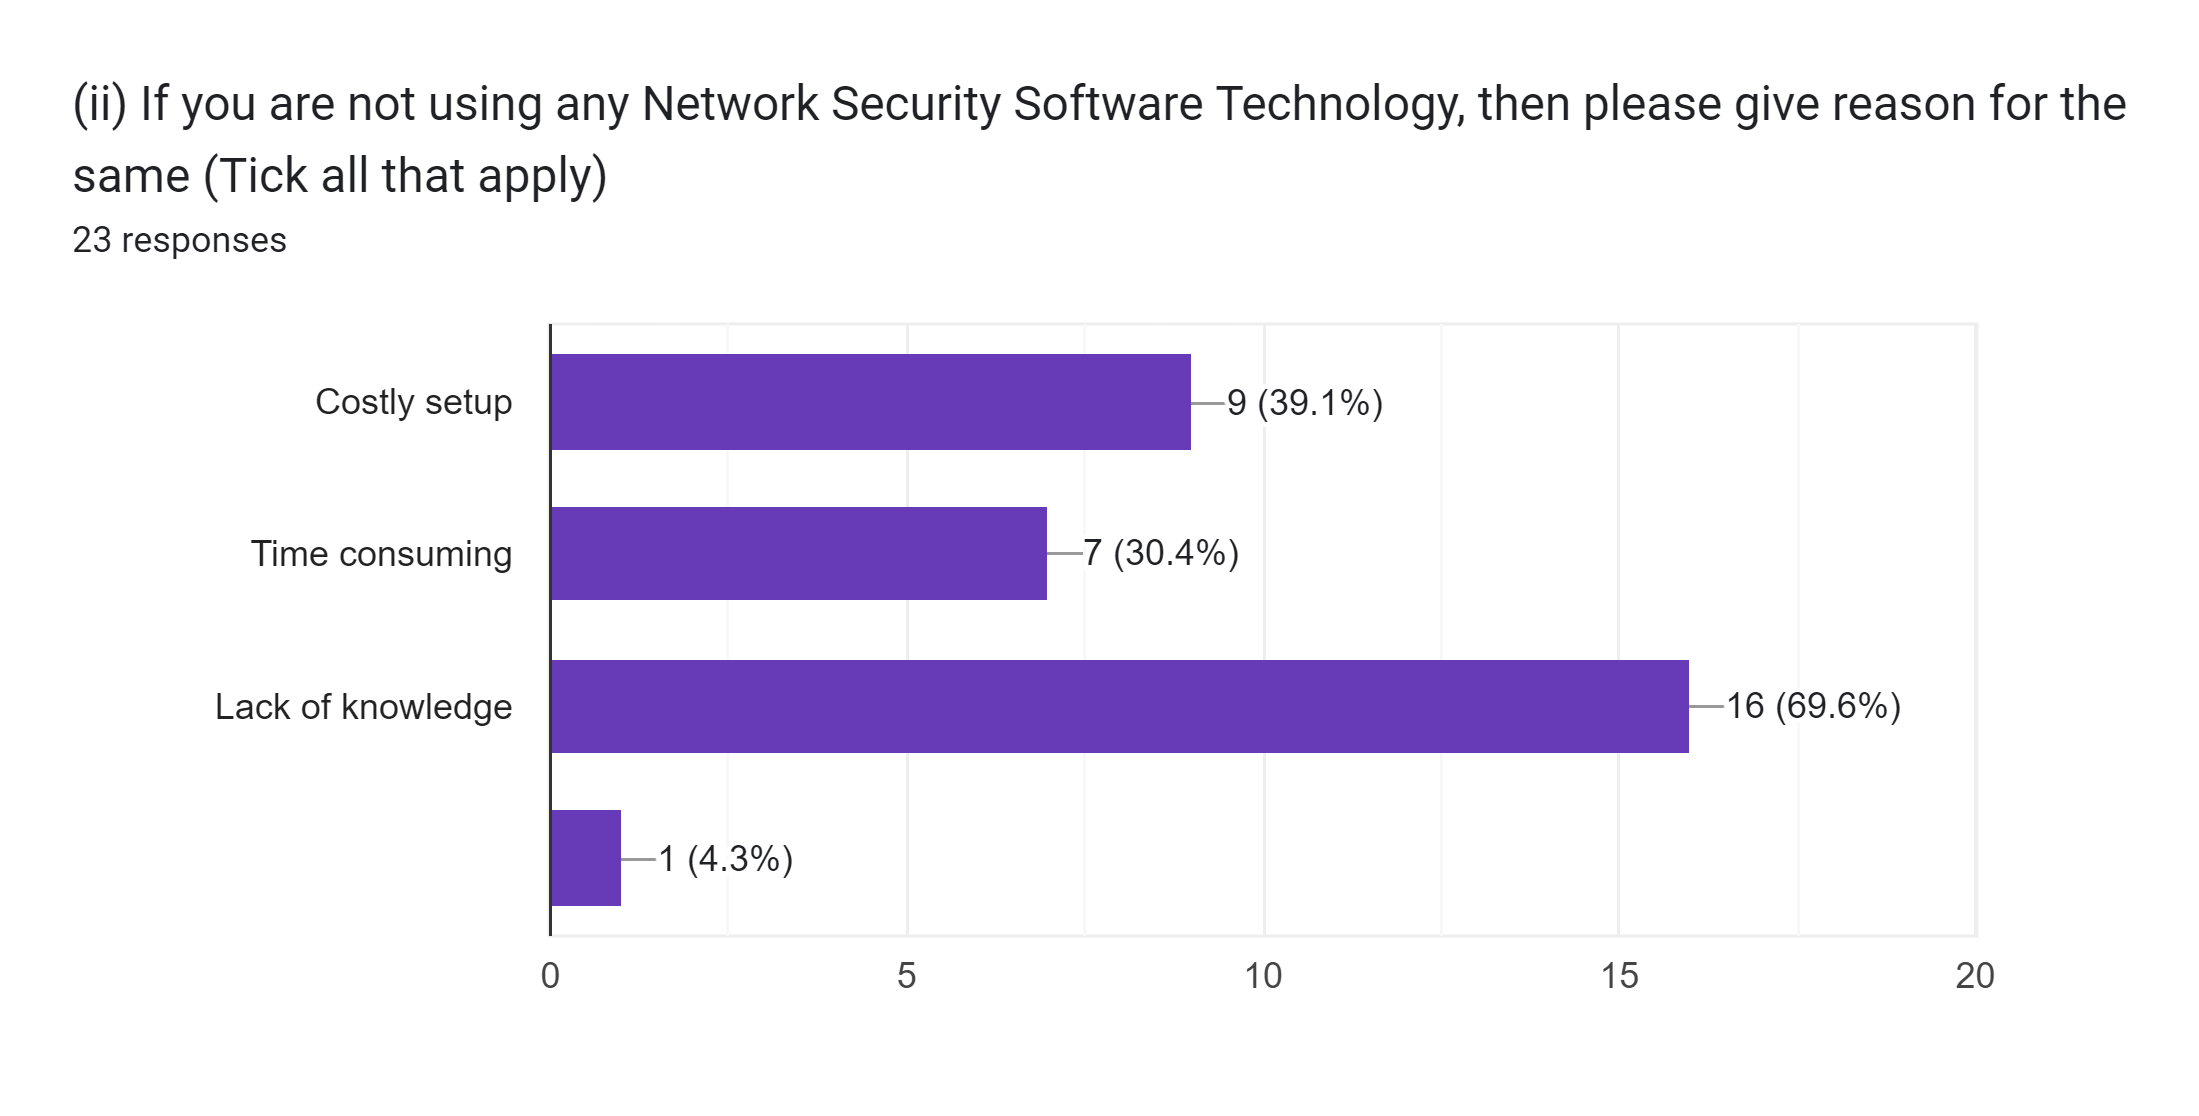 (ii) If you are not using any Network Security Software Technology, then please give reason for the
same (Tick all that apply)
23 responses
Costly setup
9 (39.1%)
Time consuming
7 (30.4%)
Lack of knowledge
16 (69.6%)
1 (4.3%)
0 5 10 15 20